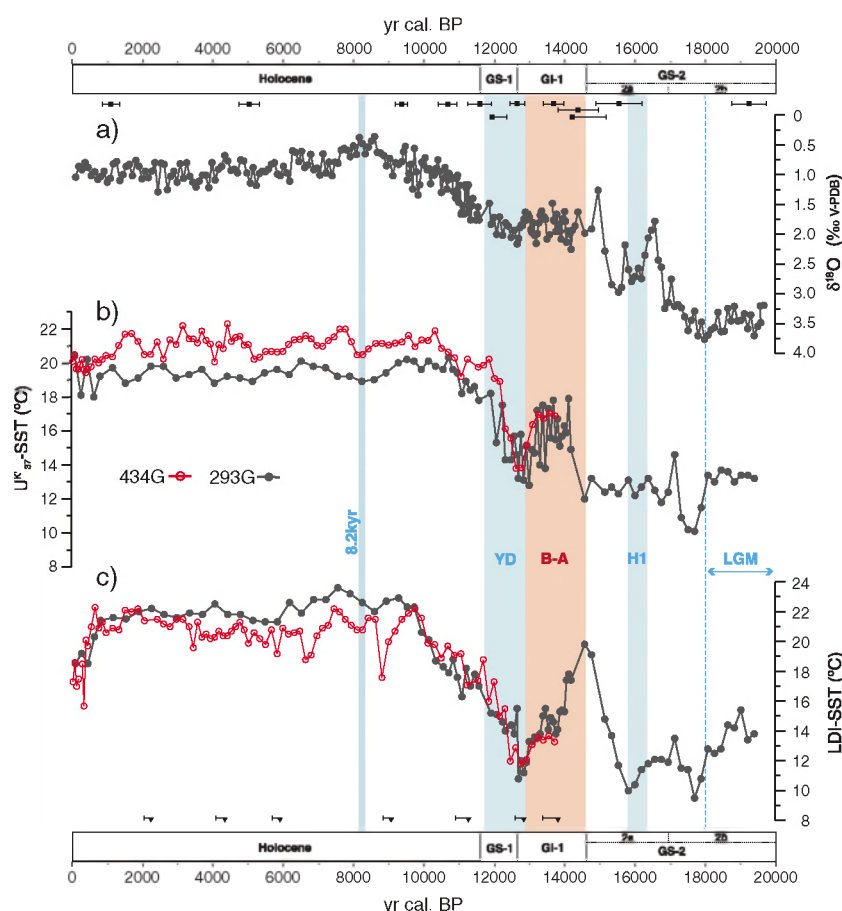 yr cal. BP
0 2000 4000 6000 8000 10000 12000 14000 16000 18000 20000
Holocene GS-1 GI-1 GS-2
2a 2b
a)
0
0.5
1.0
1.5
2.0
2.5
3.0
3.5
4.0
δ18O (‰ V-PDB)
b)
22
20
18
16
14
12
10
8
UK'37-SST (ºC)
434G 293G
8.2kyr
YD B-A H1 LGM
c)
24
22
20
18
16
14
12
10
8
LDI-SST (ºC)
2a 2b
Holocene GS-1 GI-1 GS-2
0 2000 4000 6000 8000 10000 12000 14000 16000 18000 20000
yr cal. BP